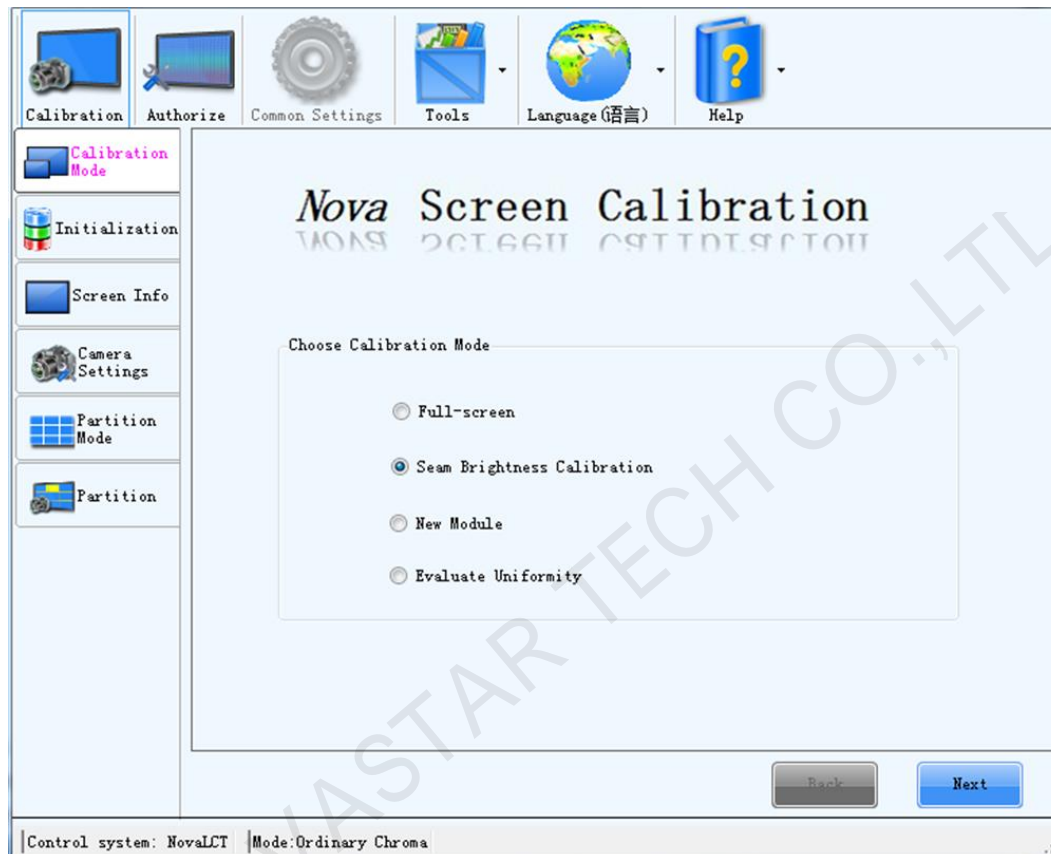 Calibration
Authorize
Common Settings
Tools
Language(语言)
Help
Calibration
Mode
Initialization
Screen Info
Camera
Settings
Partition
Mode
Partition
Nova Screen Calibration
Choose Calibration Mode
Full-screen
Seam Brightness Calibration
New Module
Evaluate Uniformity
Back
Next
Control system: NovaLCT
Mode:Ordinary Chroma
VASTAR TECH CO.,LTD